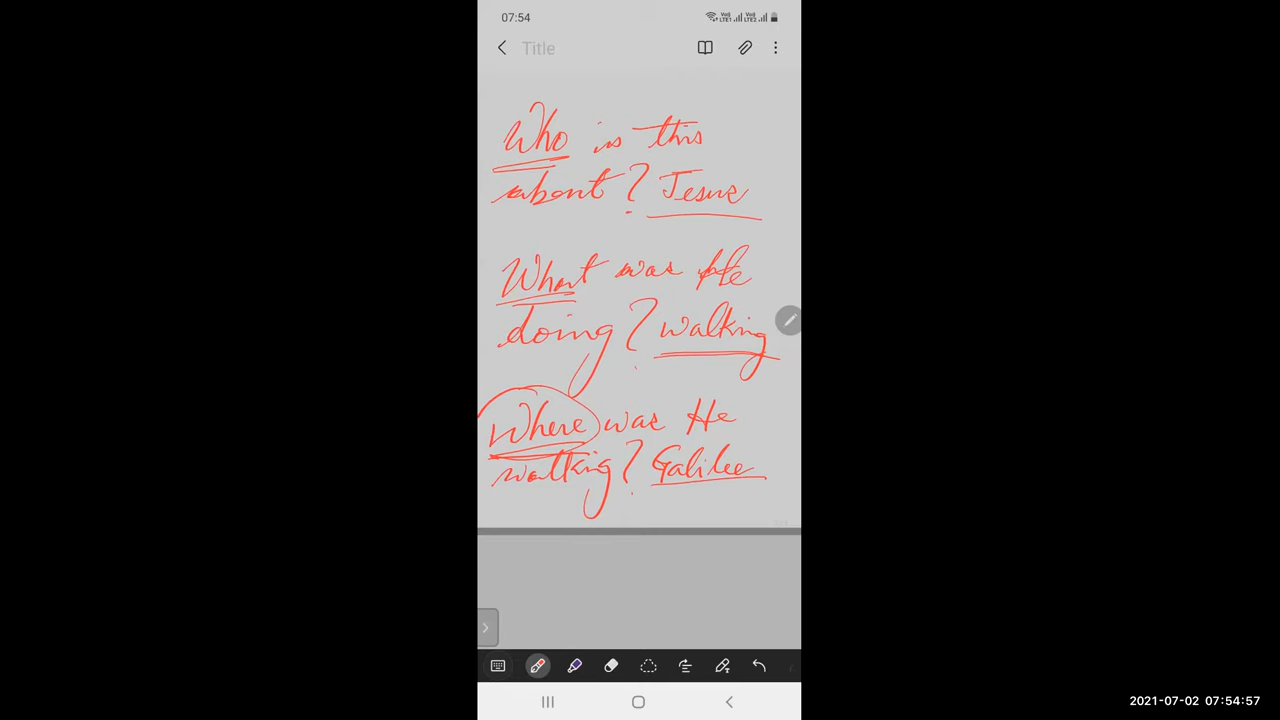 07:54
Title
Who is this
about? Jesus
What was He
doing? walking
Where was He
walking? Galilee
2021-07-02 07:54:57